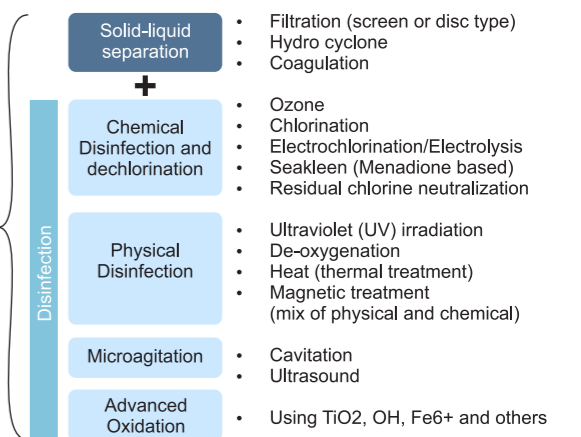 Solid-liquid
separation
• Filtration (screen or disc type)
• Hydro cyclone
• Coagulation
+
Disinfection
Chemical
Disinfection and
dechlorination
• Ozone
• Chlorination
• Electrochlorination/Electrolysis
• Seakleen (Menadione based)
• Residual chlorine neutralization
Physical
Disinfection
• Ultraviolet (UV) irradiation
• De-oxygenation
• Heat (thermal treatment)
• Magnetic treatment
(mix of physical and chemical)
Microagitation
• Cavitation
• Ultrasound
Advanced
Oxidation
• Using TiO2, OH, Fe6+ and others